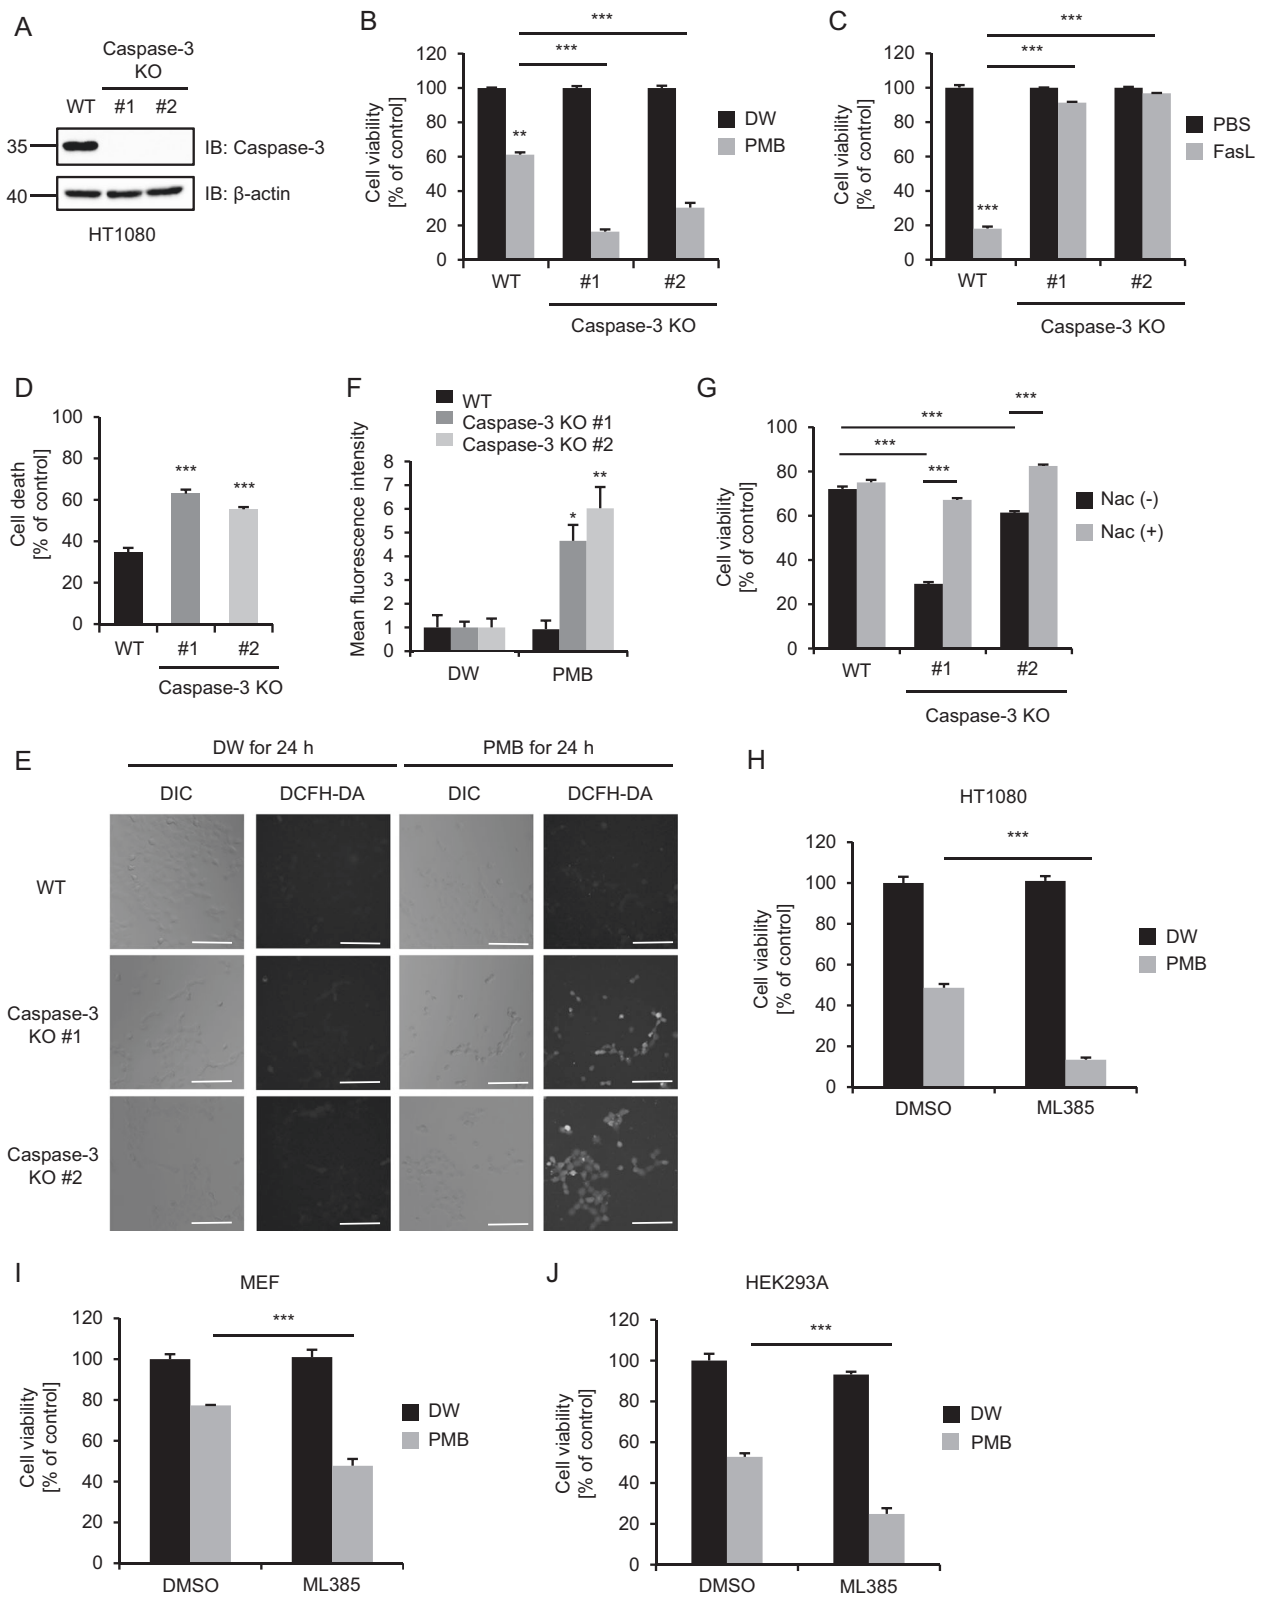 A
Caspase-3
KO
WT #1 #2
35
IB: Caspase-3
40
IB: β-actin
HT1080
B
***
***
120
100
80
60
40
20
0
Cell viability
[% of control]
**
DW
PMB
WT #1 #2
Caspase-3 KO
C
***
***
120
100
80
60
40
20
0
Cell viability
[% of control]
***
PBS
FasL
WT #1 #2
Caspase-3 KO
D
100
80
60
40
20
0
Cell death
[% of control]
***
***
WT #1 #2
Caspase-3 KO
F
WT
Caspase-3 KO #1
Caspase-3 KO #2
Mean fluorescence intensity
8
7
6
5
4
3
2
1
0
*
**
DW PMB
G
***
***
***
***
100
80
60
40
20
0
Cell viability
[% of control]
Nac (-)
Nac (+)
WT #1 #2
Caspase-3 KO
E
DW for 24 h PMB for 24 h
DIC DCFH-DA DIC DCFH-DA
WT
Caspase-3
KO #1
Caspase-3
KO #2
H
HT1080
120
100
80
60
40
20
0
Cell viability
[% of control]
***
DW
PMB
DMSO ML385
I
MEF
120
100
80
60
40
20
0
Cell viability
[% of control]
***
DW
PMB
DMSO ML385
J
HEK293A
120
100
80
60
40
20
0
Cell viability
[% of control]
***
DW
PMB
DMSO ML385